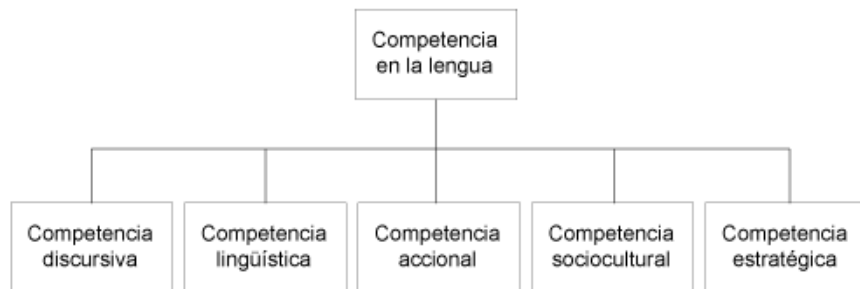 Competencia
en la lengua
Competencia
discursiva
Competencia
lingüística
Competencia
accional
Competencia
sociocultural
Competencia
estratégica